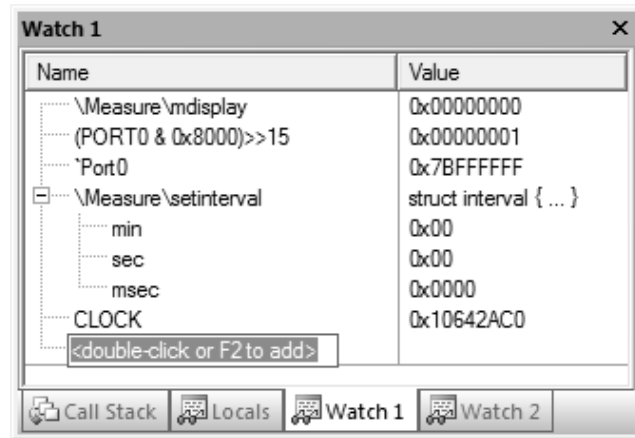 Watch 1
Name Value
\Measure\mdisplay 0x00000000
(PORT0 & 0x8000)>>15 0x00000001
`Port0 0x7BFFFFFF
\Measure\setinterval struct interval { ... }
min 0x00
sec 0x00
msec 0x0000
CLOCK 0x10642AC0
<double-click or F2 to add>
Call Stack Locals Watch 1 Watch 2